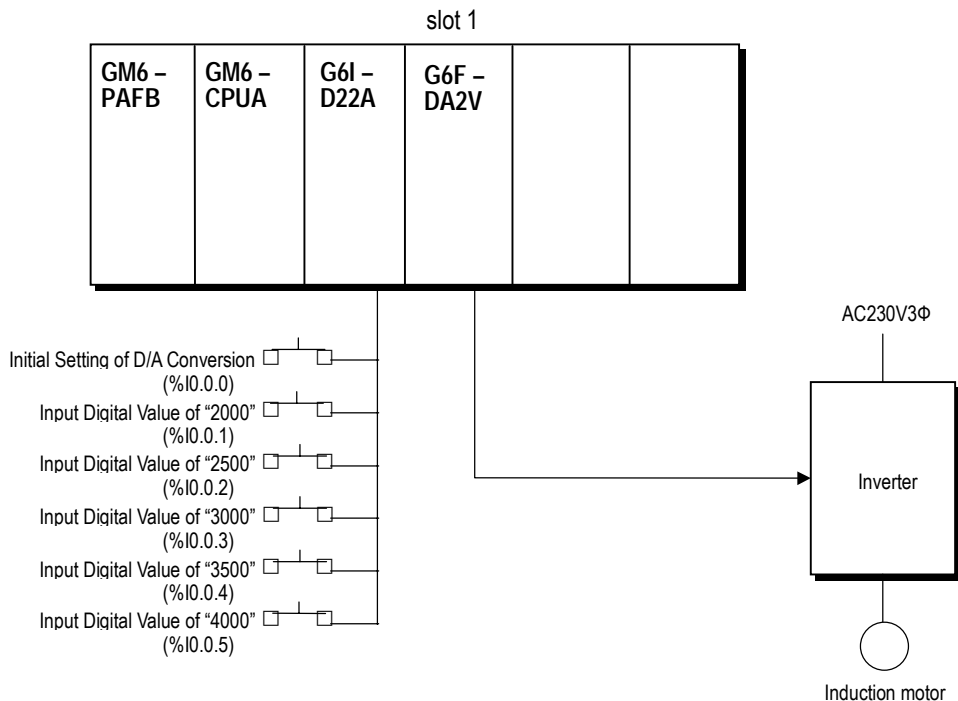 slot 1
GM6 –
PAFB
GM6 –
CPUA
G6I –
D22A
G6F –
DA2V
AC230V3Φ
Initial Setting of D/A Conversion
(%I0.0.0)
Input Digital Value of “2000”
(%I0.0.1)
Input Digital Value of “2500”
(%I0.0.2)
Input Digital Value of “3000”
(%I0.0.3)
Input Digital Value of “3500”
(%I0.0.4)
Input Digital Value of “4000”
(%I0.0.5)
Inverter
Induction motor